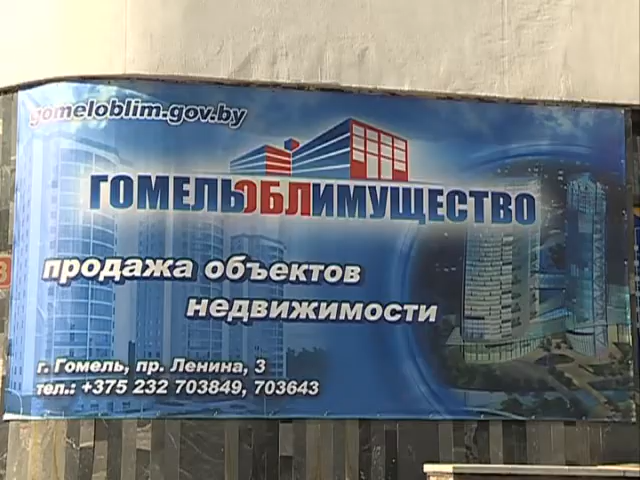 gomeloblim.gov.by
ГОМЕЛЬОБЛИМУЩЕСТВО
продажа объектов
недвижимости
г. Гомель, пр. Ленина, 3
тел.: +375 232 703849, 703643